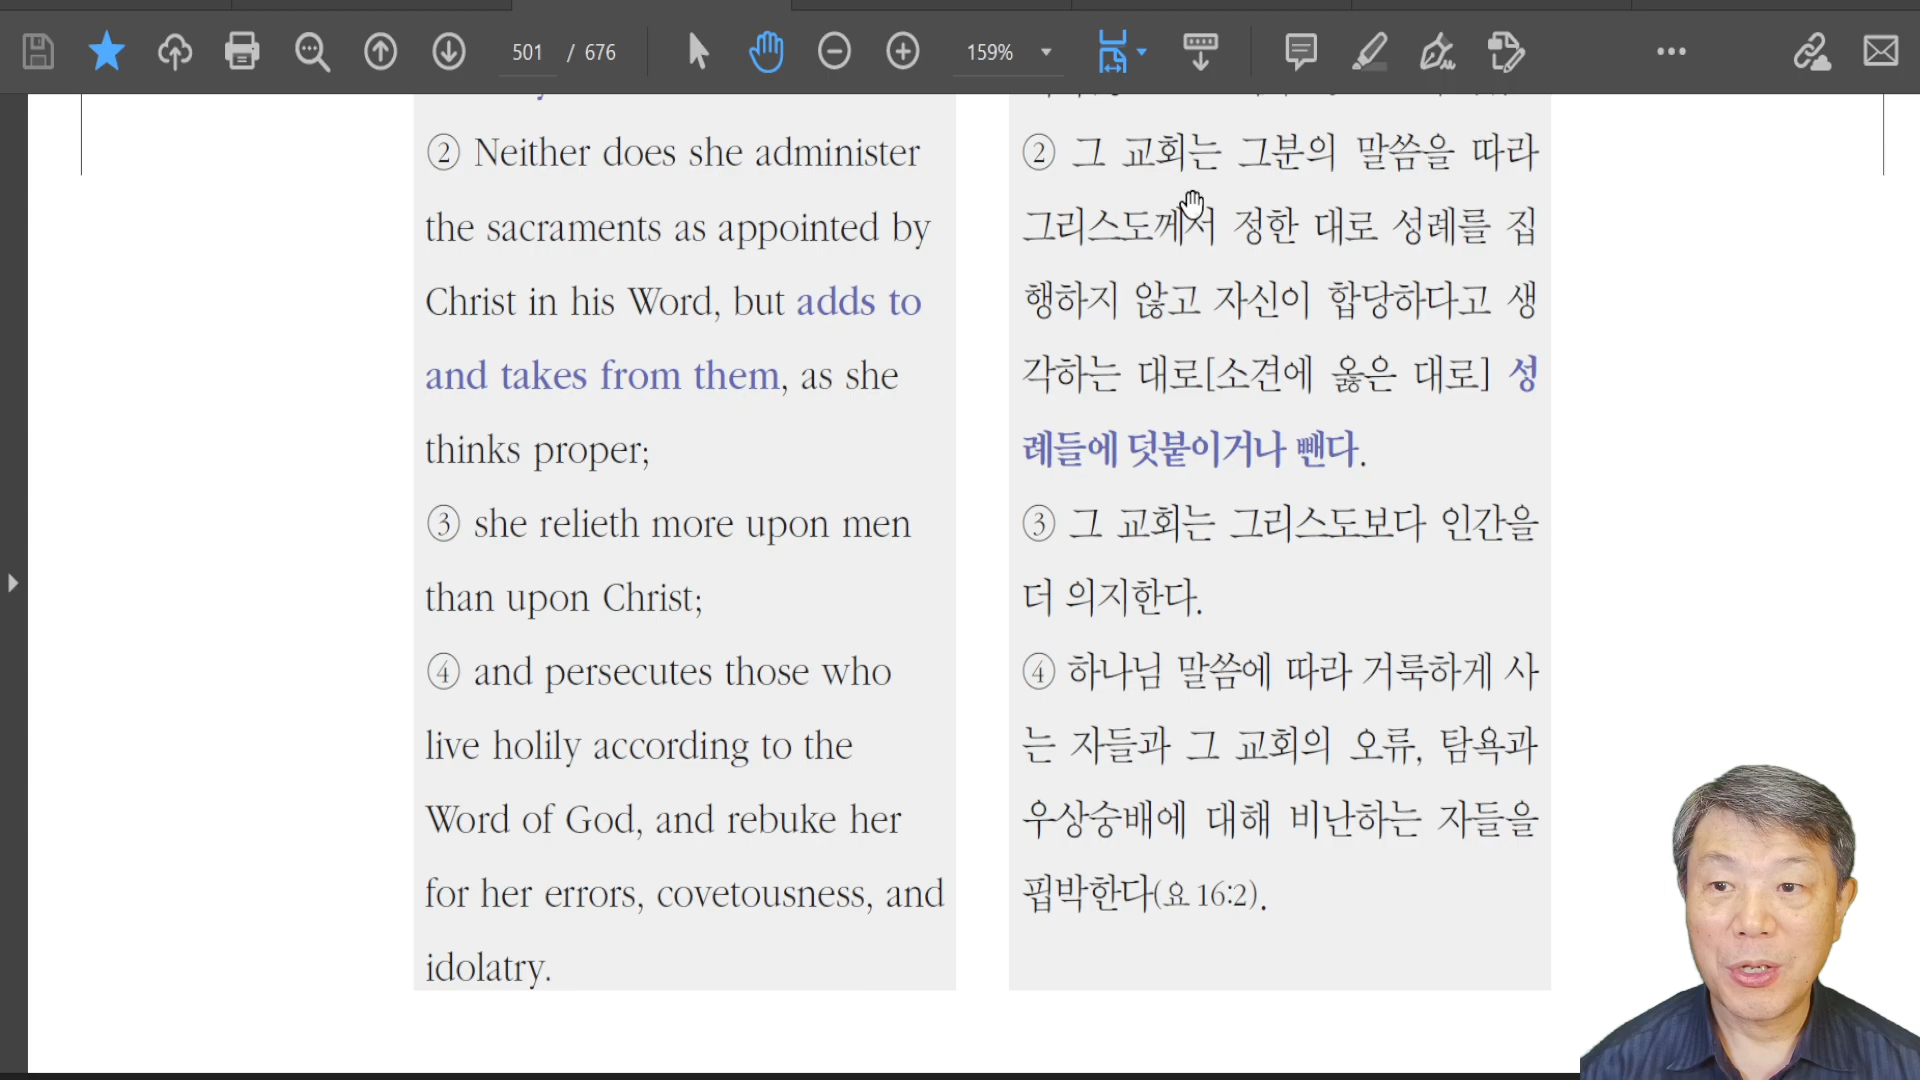 501 / 676
159%
② Neither does she administer
the sacraments as appointed by
Christ in his Word, but adds to
and takes from them, as she
thinks proper;
③ she relieth more upon men
than upon Christ;
④ and persecutes those who
live holily according to the
Word of God, and rebuke her
for her errors, covetousness, and
idolatry.
② 그 교회는 그분의 말씀을 따라
그리스도께서 정한 대로 성례를 집
행하지 않고 자신이 합당하다고 생
각하는 대로[소견에 옳은 대로] 성
례들에 덧붙이거나 뺀다.
③ 그 교회는 그리스도보다 인간을
더 의지한다.
④ 하나님 말씀에 따라 거룩하게 사
는 자들과 그 교회의 오류, 탐욕과
우상숭배에 대해 비난하는 자들을
핍박한다(요 16:2).